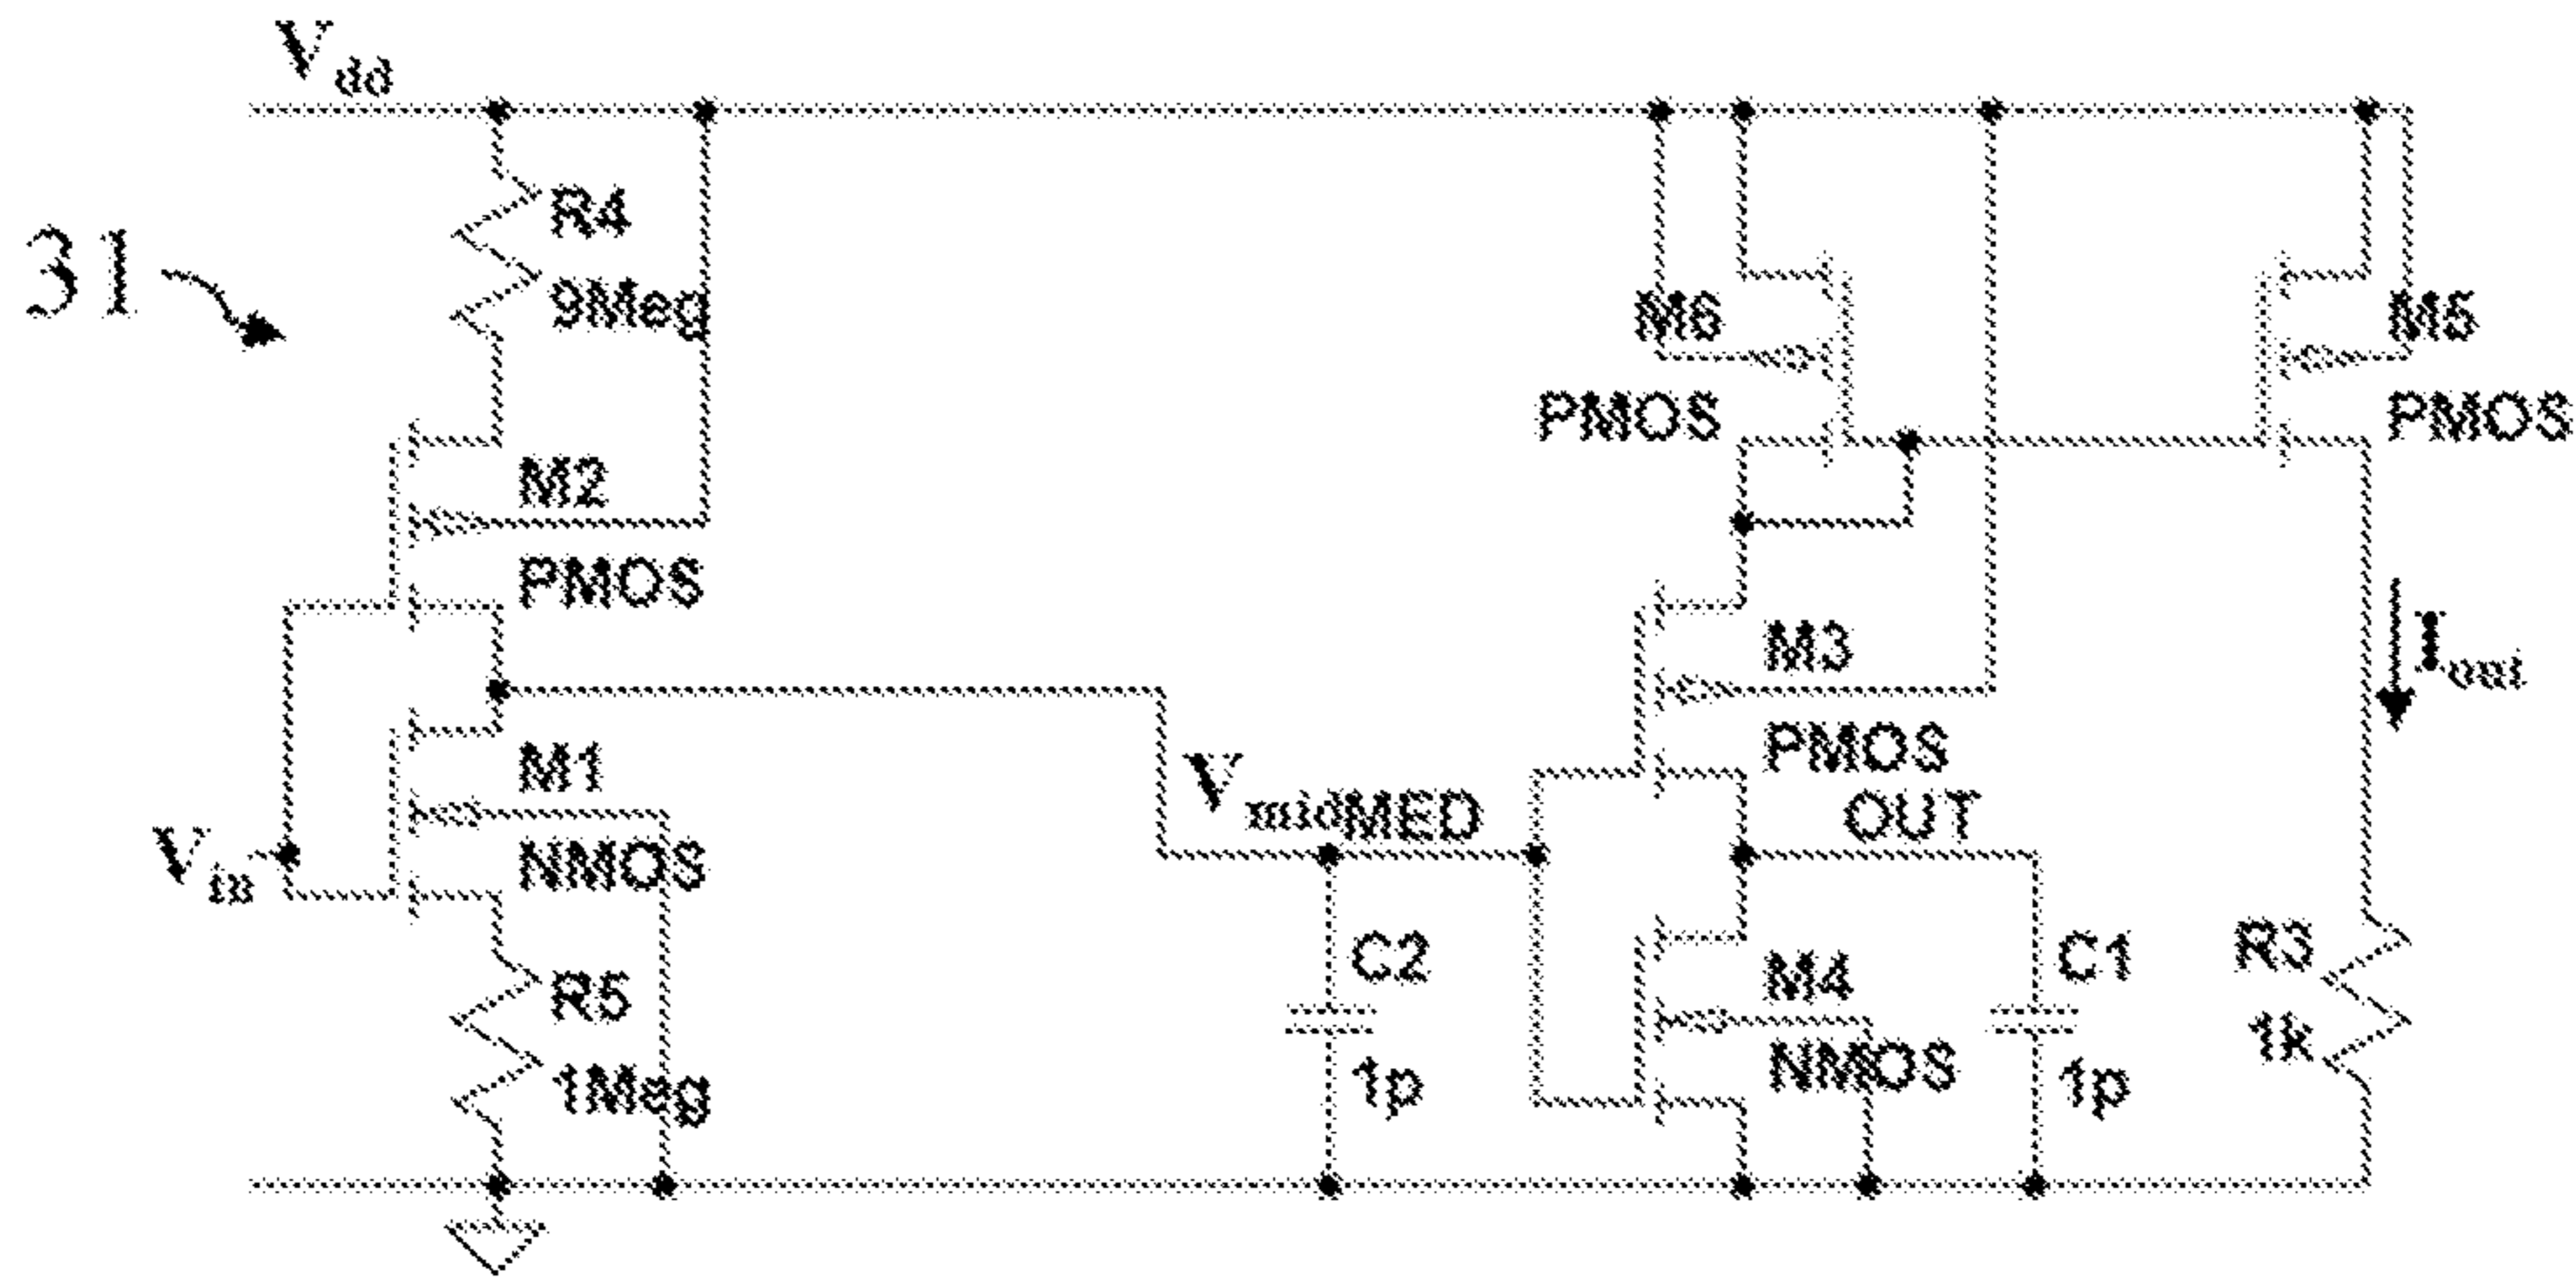 Vdd
31
R4
9Meg
M2
PMOS
M1
NMOS
Vin
R5
1Meg
VmidMED
C2
1p
M6
PMOS
M5
PMOS
M3
PMOS
OUT
M4
NMOS
C1
1p
Iout
R3
1k